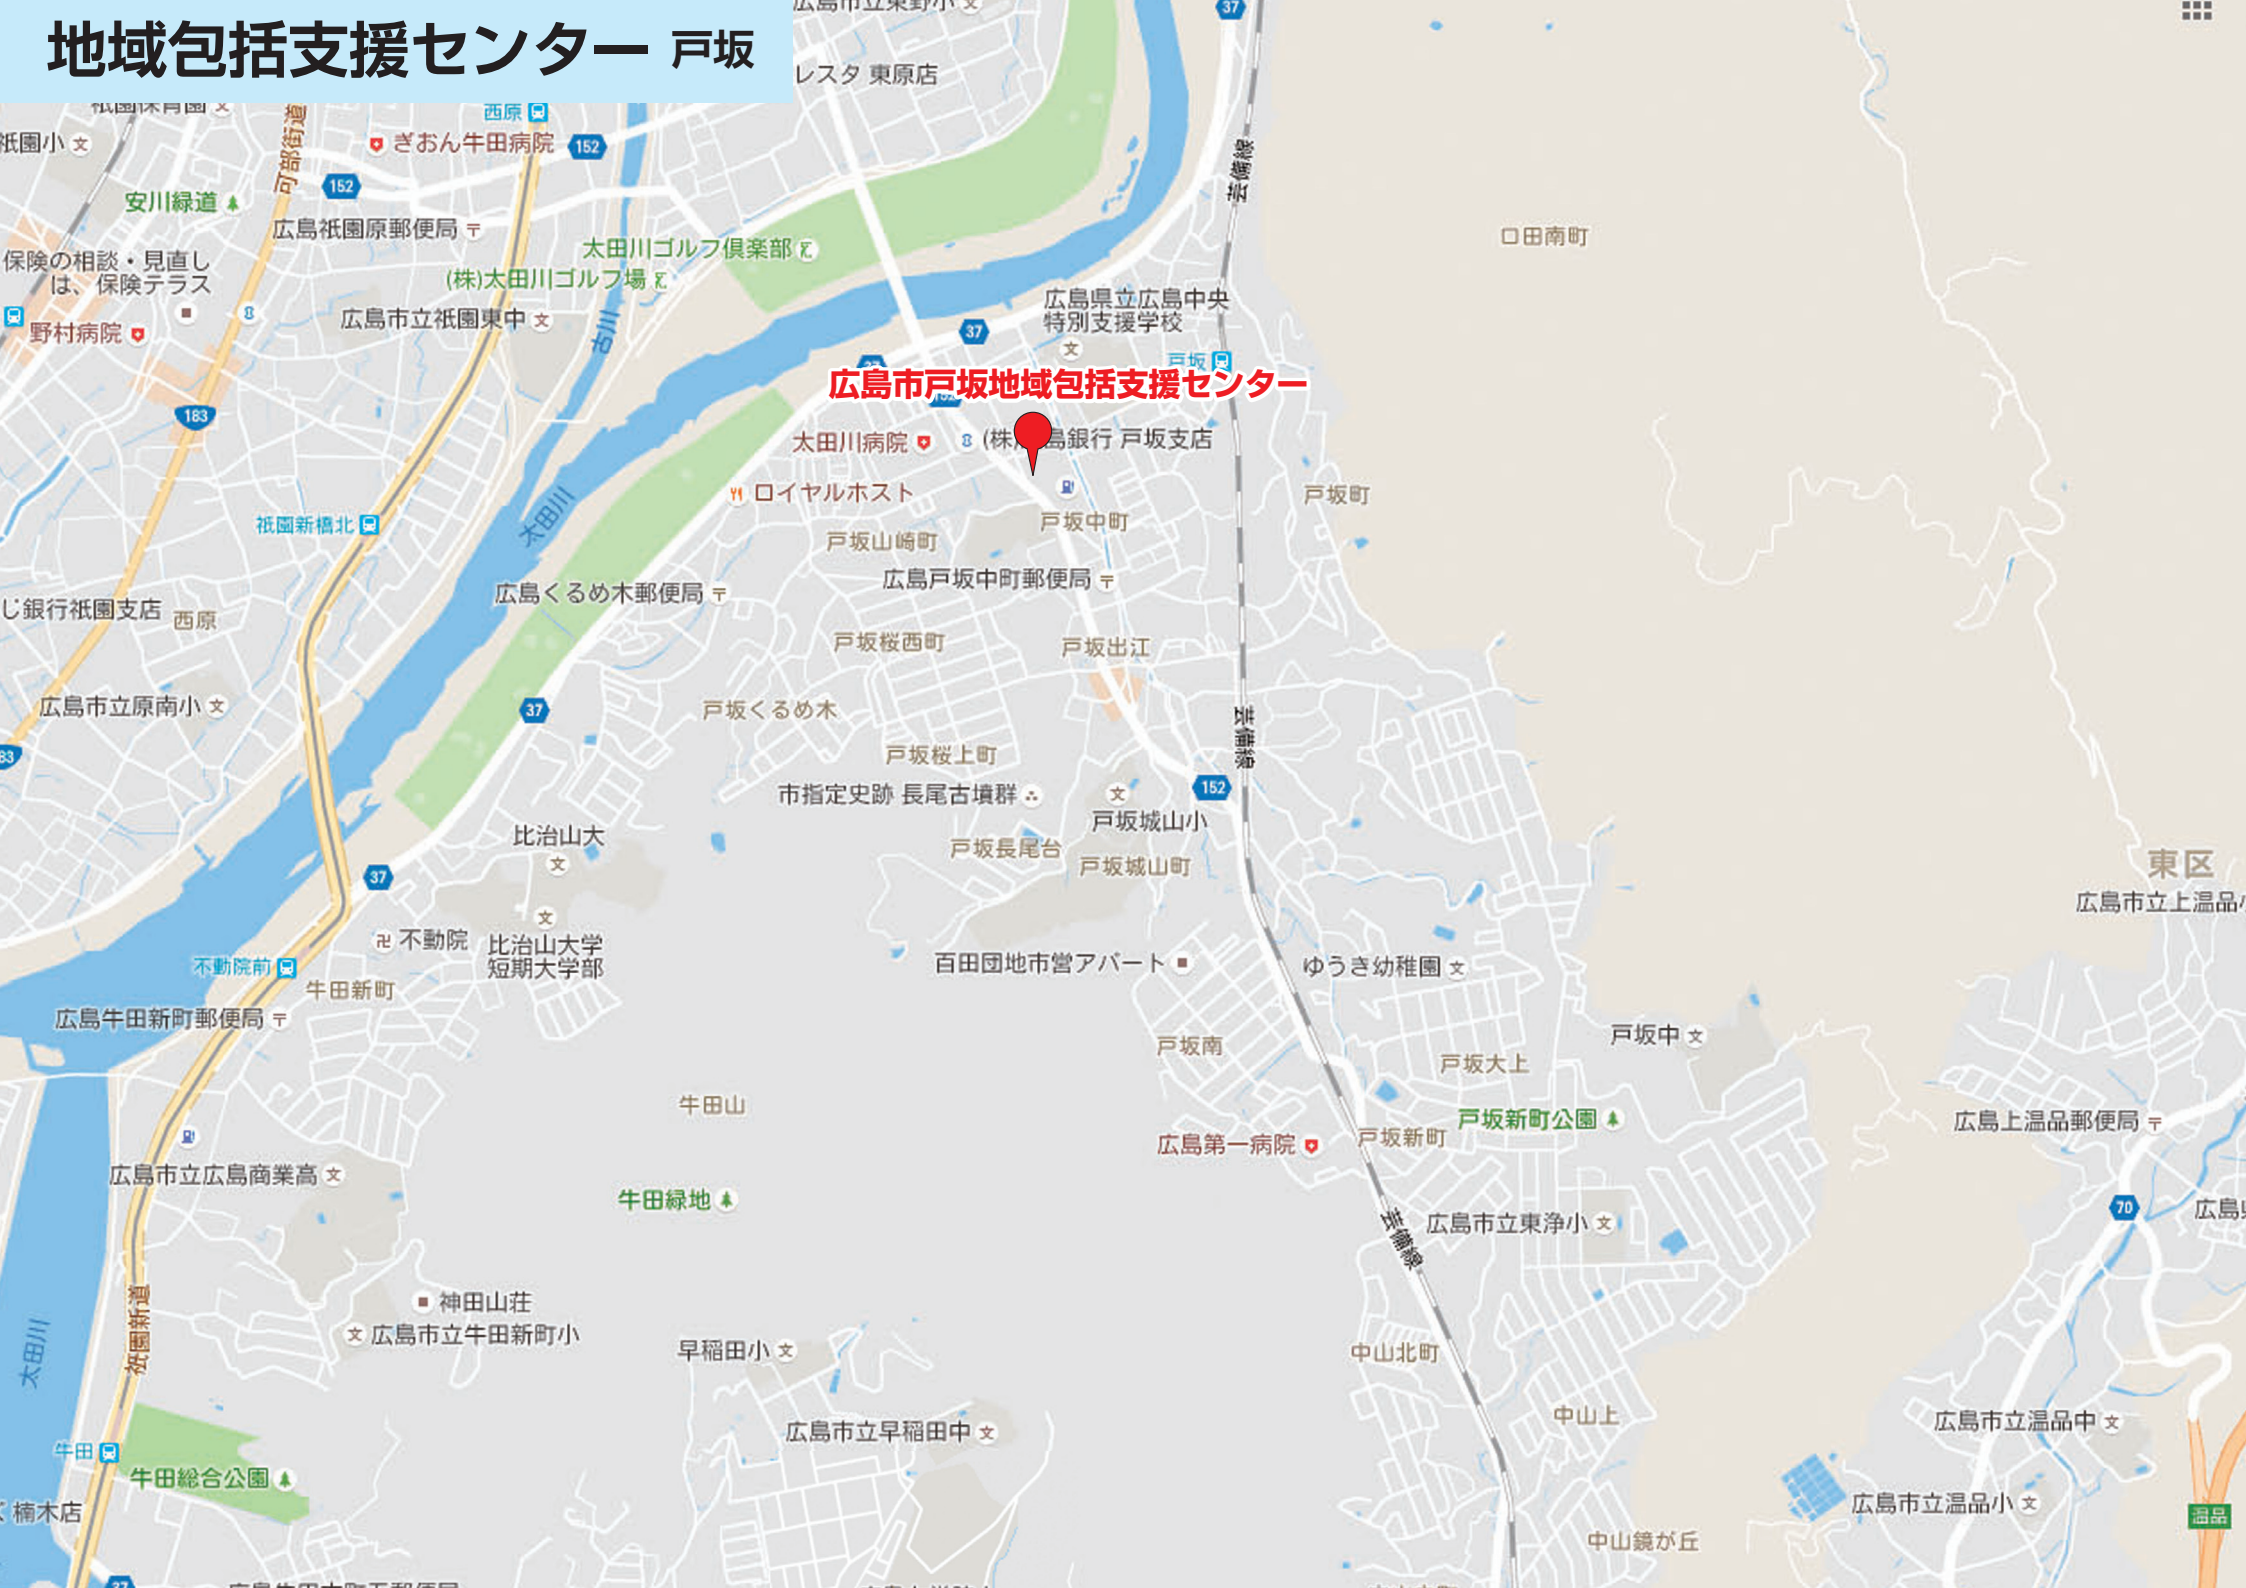 地域包括支援センター 戸坂
37
レスタ 東原店
西原
祇園小
ぎおん牛田病院
152
可部街道
芸備線
152
安川緑道
広島祇園原郵便局
口田南町
太田川ゴルフ倶楽部
保険の相談・見直し
は、保険テラス
(株)太田川ゴルフ場
広島県立広島中央
特別支援学校
広島市立祇園東中
古川
野村病院
37
戸坂
広島市戸坂地域包括支援センター
183
太田川病院
島銀行 戸坂支店
ロイヤルホスト
戸坂町
太田川
祇園新橋北
戸坂中町
戸坂山崎町
広島戸坂中町郵便局
広島くるめ木郵便局
じ銀行祇園支店
西原
戸坂桜西町
戸坂出江
広島市立原南小
37
戸坂くるめ木
芸備線
戸坂桜上町
市指定史跡 長尾古墳群
152
戸坂城山小
比治山大
戸坂長尾台
戸坂城山町
東区
37
広島市立上温品小
不動院
比治山大学
短期大学部
不動院前
百田団地市営アパート
ゆうき幼稚園
牛田新町
広島牛田新町郵便局
戸坂中
戸坂南
戸坂大上
牛田山
戸坂新町公園
広島上温品郵便局
広島第一病院
戸坂新町
広島市立広島商業高
牛田緑地
70
広島市立東浄小
芸備線
祇園新道
神田山荘
広島市立牛田新町小
太田川
早稲田小
中山北町
中山上
広島市立早稲田中
広島市立温品中
牛田
牛田総合公園
楠木店
広島市立温品小
温品
中山鏡が丘
37